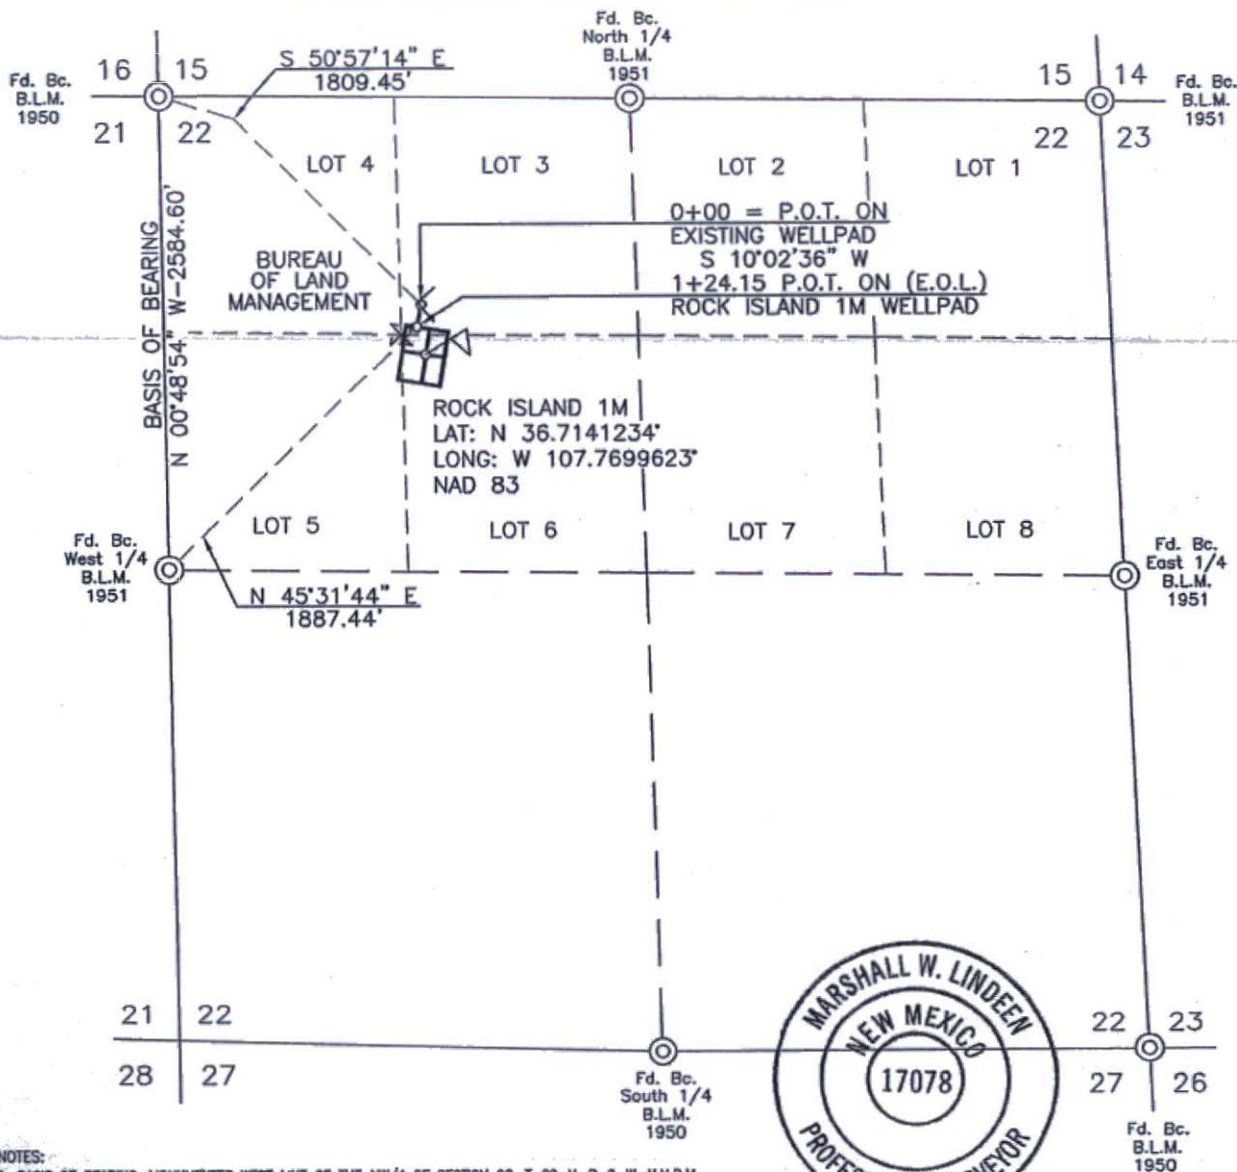 Fd. Bc.
North 1/4
B.L.M.
1951
S 50°57'14" E
1809.45'
16 15
21 22
Fd. Bc.
B.L.M.
1950
15 14
22 23
Fd. Bc.
B.L.M.
1951
LOT 4
LOT 3
LOT 2
LOT 1
0+00 = P.O.T. ON
EXISTING WELLPAD
S 10°02'36" W
1+24.15 P.O.T. ON (E.O.L.)
ROCK ISLAND 1M WELLPAD
BUREAU
OF LAND
MANAGEMENT
BASIS OF BEARING
N 00°48'54" W-2584.60'
ROCK ISLAND 1M
LAT: N 36.7141234°
LONG: W 107.7699623°
NAD 83
LOT 5
LOT 6
LOT 7
LOT 8
Fd. Bc.
West 1/4
B.L.M.
1951
Fd. Bc.
East 1/4
B.L.M.
1951
N 45°31'44" E
1887.44'
21 22
28 27
22 23
27 26
Fd. Bc.
South 1/4
B.L.M.
1950
MARSHALL W. LINDEEN
NEW MEXICO
17078
Fd. Bc.
B.L.M.
1950
NOTES: